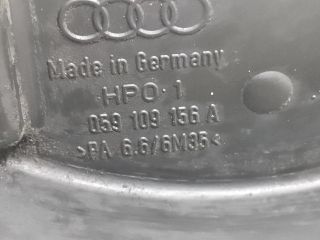 Made in Germany
HPO·1
059 109 156 A
>PA 6.6/6M35<